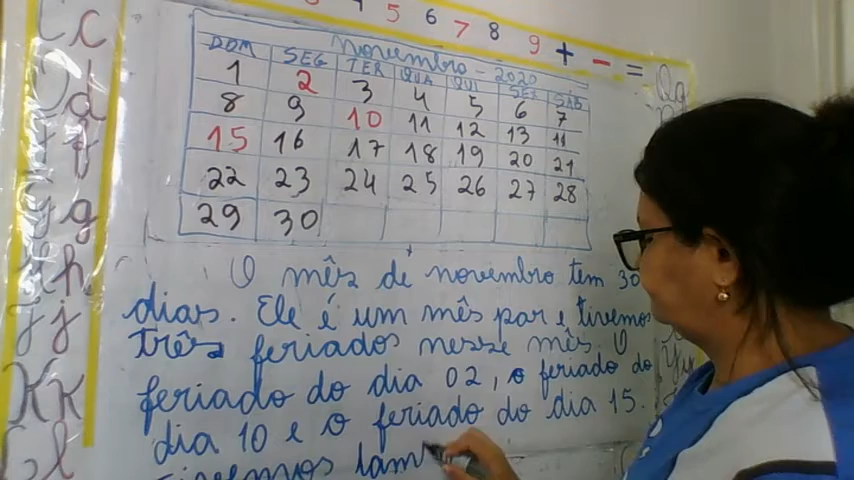 5 6 7 8 9 + - =
Novembro - 2020
DOM SEG TER QUA QUI SEX SÁB
1 2 3 4 5 6 7
8 9 10 11 12 13 11
15 16 17 18 19 20 21
22 23 24 25 26 27 28
29 30
O mês de novembro tem 30
dias. Ele é um mês par e tivemos
três feriados nesse mês. O
feriado do dia 02, o feriado do
dia 10 e o feriado do dia 15.
Tivemos tam
C c
d
f
g
h
J j
K k
L l
Q q